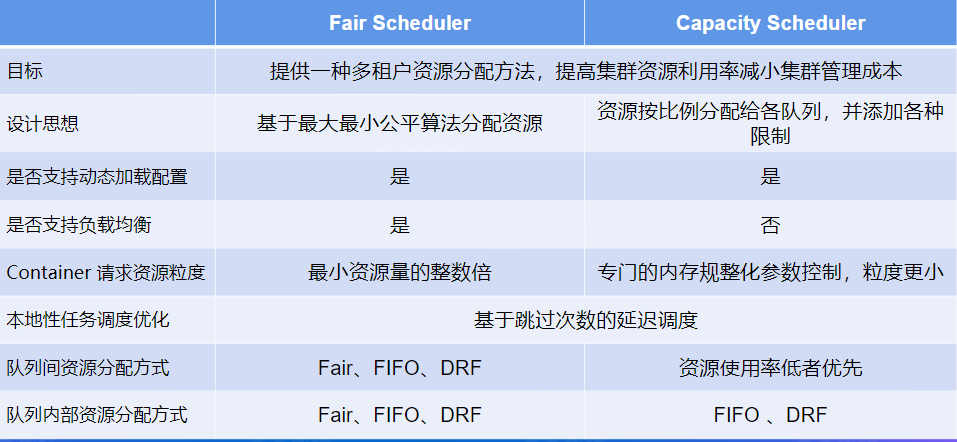 Fair Scheduler Capacity Scheduler
目标 提供一种多租户资源分配方法，提高集群资源利用率减小集群管理成本
设计思想 基于最大最小公平算法分配资源 资源按比例分配给各队列，并添加各种
限制
是否支持动态加载配置 是 是
是否支持负载均衡 是 否
Container 请求资源粒度 最小资源量的整数倍 专门的内存规整化参数控制，粒度更小
本地性任务调度优化 基于跳过次数的延迟调度
队列间资源分配方式 Fair、FIFO、DRF 资源使用率低者优先
队列内部资源分配方式 Fair、FIFO、DRF FIFO 、DRF